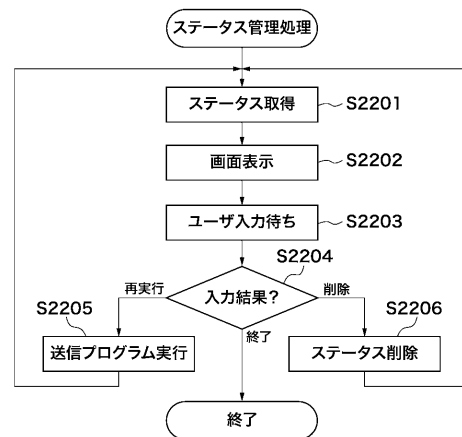 ステータス管理処理
ステータス取得
S2201
画面表示
S2202
ユーザ入力待ち
S2203
S2204
入力結果?
再実行
削除
終了
S2205
送信プログラム実行
S2206
ステータス削除
終了